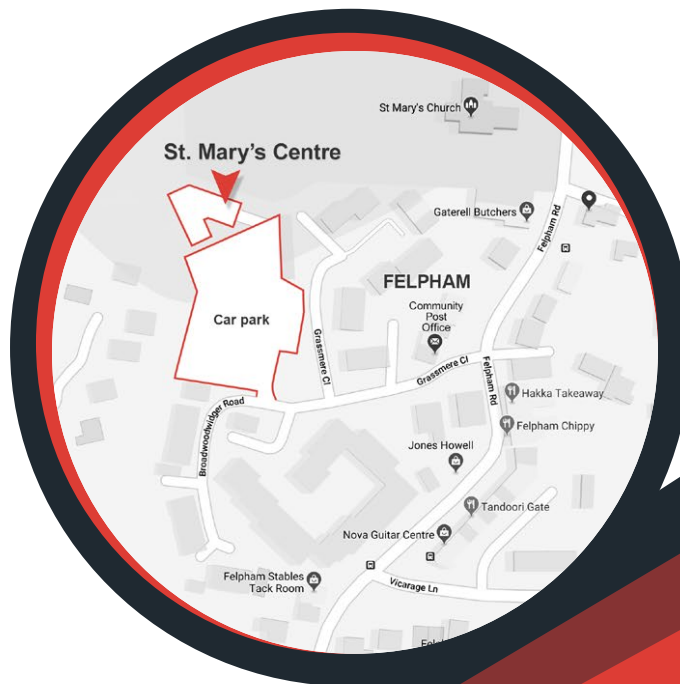 St Mary's Church
St. Mary's Centre
Gaterell Butchers
Felpham Rd
FELPHAM
Community
Post
Office
Car park
Grassmere Cl
Grassmere Cl
Felpham Rd
Hakka Takeaway
Broadwoodwidger Road
Felpham Chippy
Jones Howell
Tandoori Gate
Nova Guitar Centre
Felpham Stables
Tack Room
Vicarage Ln